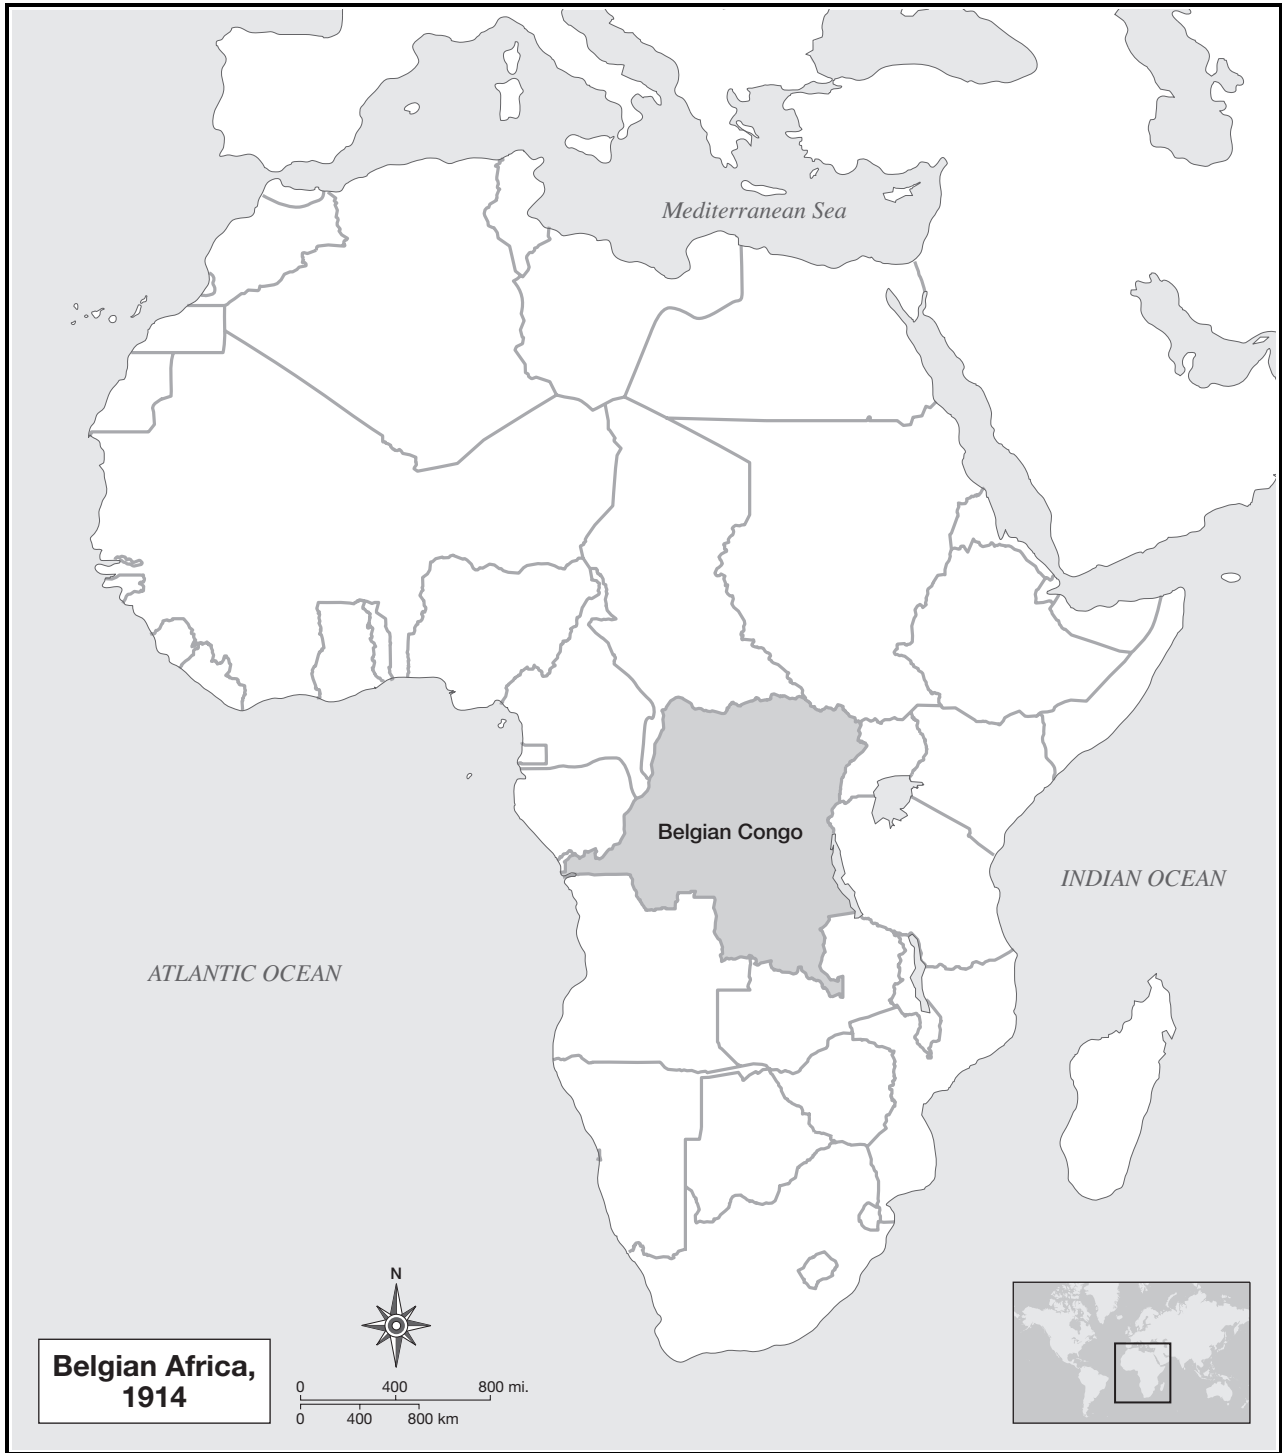 Mediterranean Sea
Belgian Congo
INDIAN OCEAN
ATLANTIC OCEAN
N
Belgian Africa,
1914
0 400 800 mi.
0 400 800 km